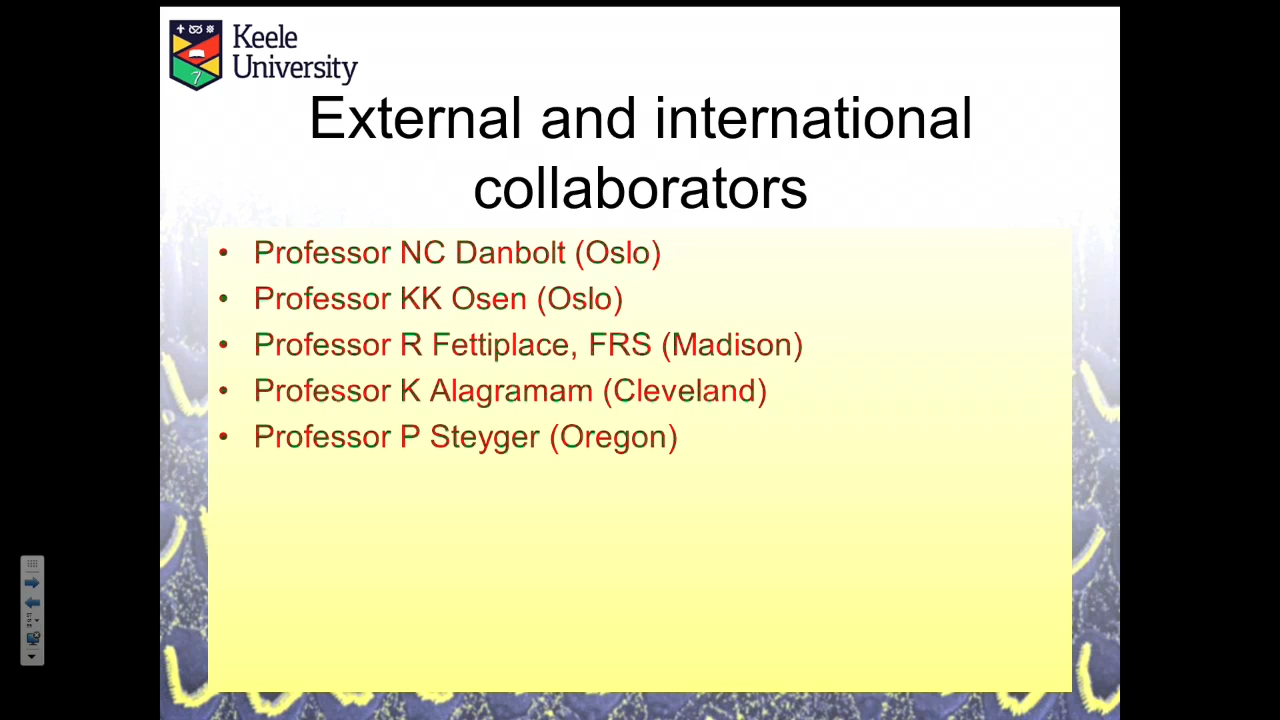 Keele
University
External and international
collaborators
• Professor NC Danbolt (Oslo)
• Professor KK Osen (Oslo)
• Professor R Fettiplace, FRS (Madison)
• Professor K Alagramam (Cleveland)
• Professor P Steyger (Oregon)